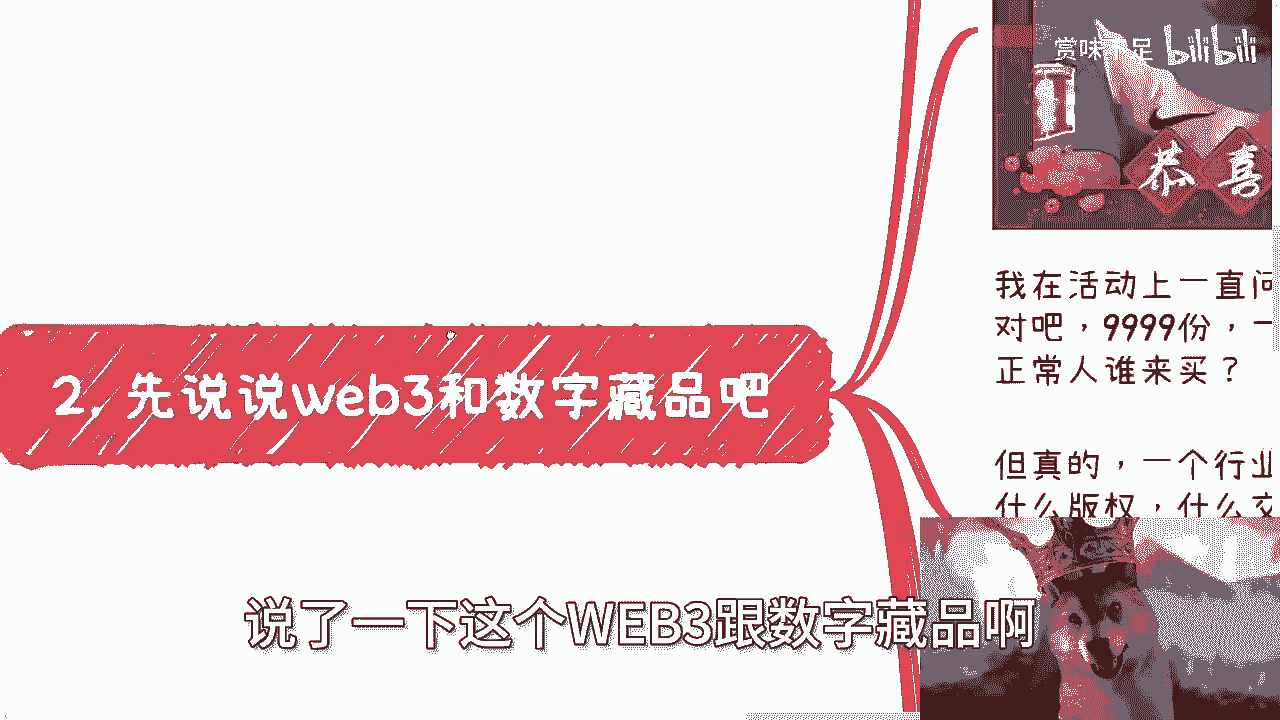 赏味不足 bilibili
恭喜
我在活动上一直问
对吧，9999份，一
正常人谁来买？
2, 先说说web3和数字藏品吧
但真的，一个行业
什么版权，什么交
说了一下这个WEB3跟数字藏品啊